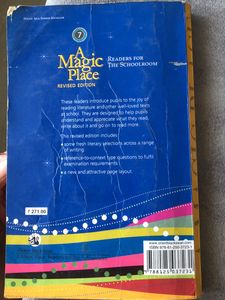 7
A
Magic
Place
READERS FOR
THE SCHOOLROOM
REVISED EDITION
These readers introduce pupils to the joy of
reading literature and other well-loved texts
at school. They are designed to help pupils
understand and appreciate what they read,
write about it and go on to read more.
This revised edition includes:
• some fresh literary selections across a range
of writing
• reference-to-context type questions to fulfil
examination requirements
• a new and attractive page layout.
₹ 271.00
www.orientblackswan.com